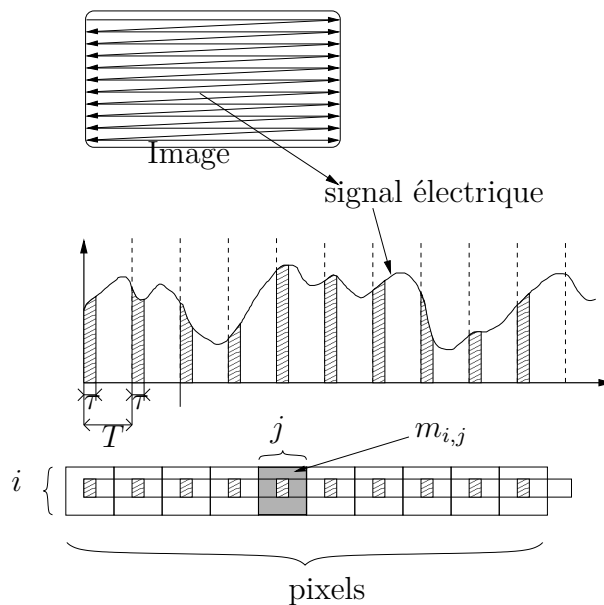 Image
signal électrique
τ
τ
T
j
m_{i,j}
i
pixels